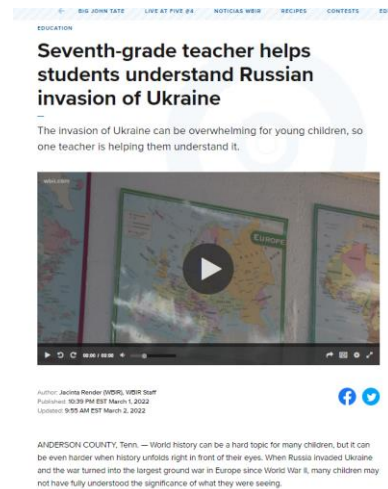 BIG JOHN TATE LIVE AT FIVE @4 NOTICIAS WBIR RECIPES CONTESTS
EDUCATION
Seventh-grade teacher helps
students understand Russian
invasion of Ukraine
The invasion of Ukraine can be overwhelming for young children, so
one teacher is helping them understand it.
wbir.com
EUROPE
00:00 / 00:00
Author: Jacinta Render (WBIR), WBIR Staff
Published: 10:39 PM EST March 1, 2022
Updated: 9:55 AM EST March 2, 2022
ANDERSON COUNTY, Tenn. — World history can be a hard topic for many children, but it can
be even harder when history unfolds right in front of their eyes. When Russia invaded Ukraine
and the war turned into the largest ground war in Europe since World War II, many children may
not have fully understood the significance of what they were seeing.